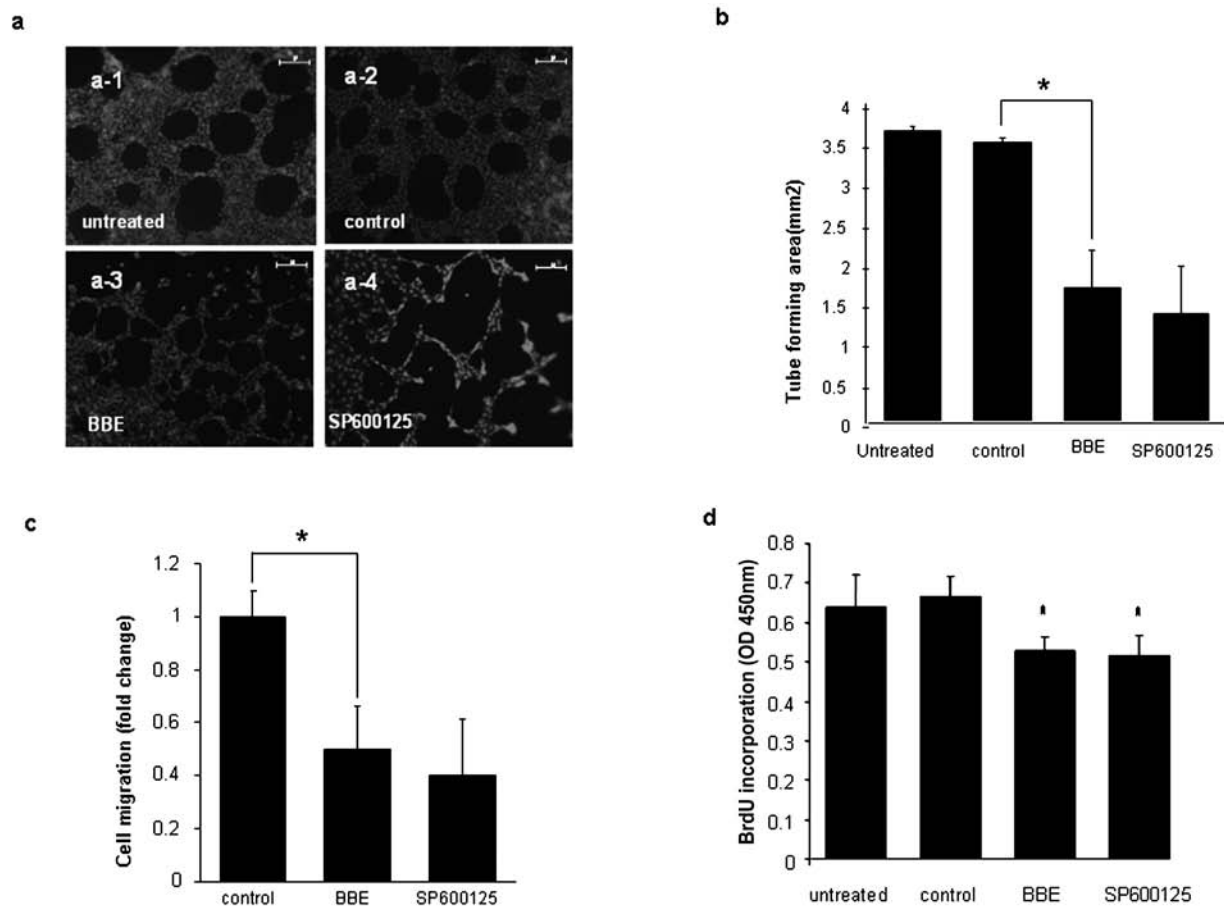 a
a-1
untreated
a-2
control
a-3
BBE
a-4
SP600125
b
*
Tube forming area(mm2)
4
3.5
3
2
1.5
1
0.5
0
Untreated
control
BBE
SP600125
c
*
Cell migration (fold change)
1.2
1
0.8
0.6
0.4
0.2
0
control
BBE
SP600125
d
BrdU incorporation (OD 450nm)
0.8
0.7
0.6
0.5
0.4
0.3
0.2
0.1
0
*
*
untreated
control
BBE
SP600125